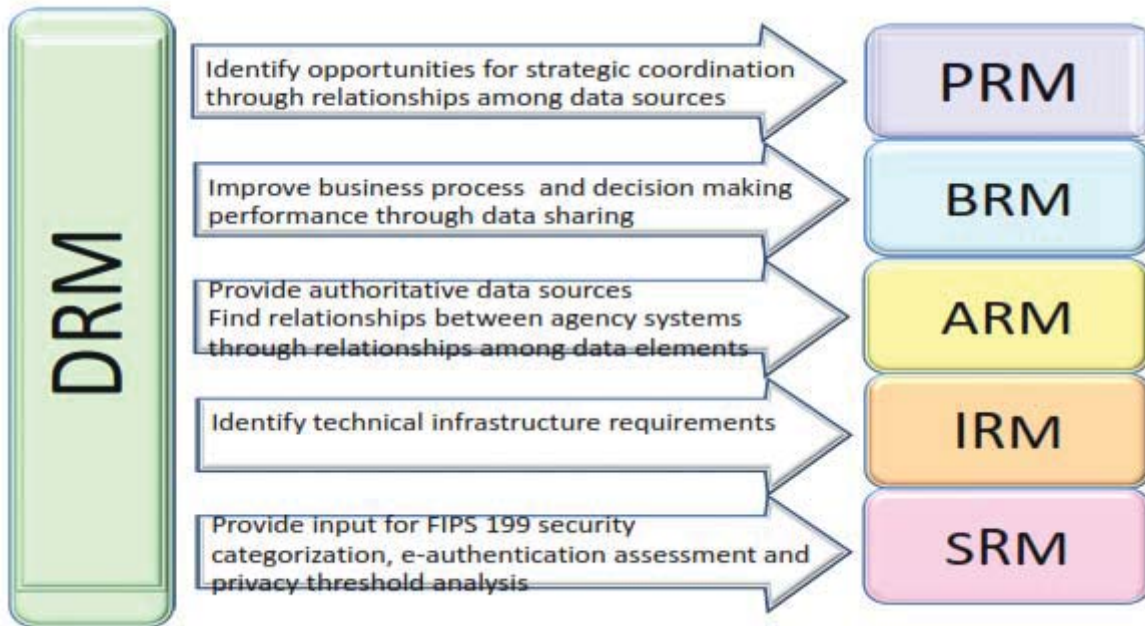 DRM
Identify opportunities for strategic coordination
through relationships among data sources
PRM
Improve business process and decision making
performance through data sharing
BRM
Provide authoritative data sources
Find relationships between agency systems
through relationships among data elements
ARM
Identify technical infrastructure requirements
IRM
Provide input for FIPS 199 security
categorization, e-authentication assessment and
privacy threshold analysis
SRM